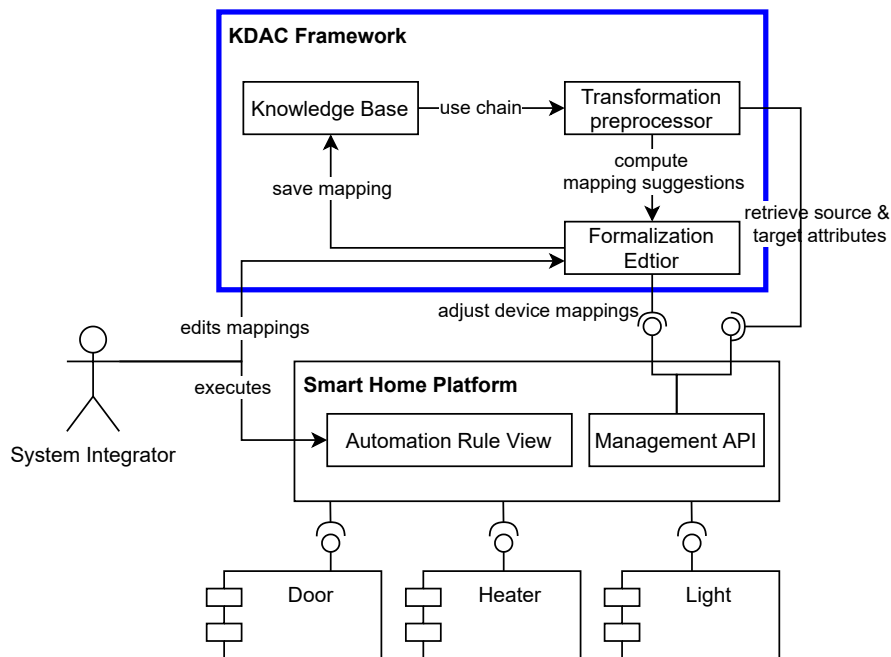 KDAC Framework
Knowledge Base
use chain
Transformation
preprocessor
compute
mapping suggestions
save mapping
retrieve source &
target attributes
Formalization
Edtior
adjust device mappings
edits mappings
executes
System Integrator
Smart Home Platform
Automation Rule View
Management API
Door
Heater
Light